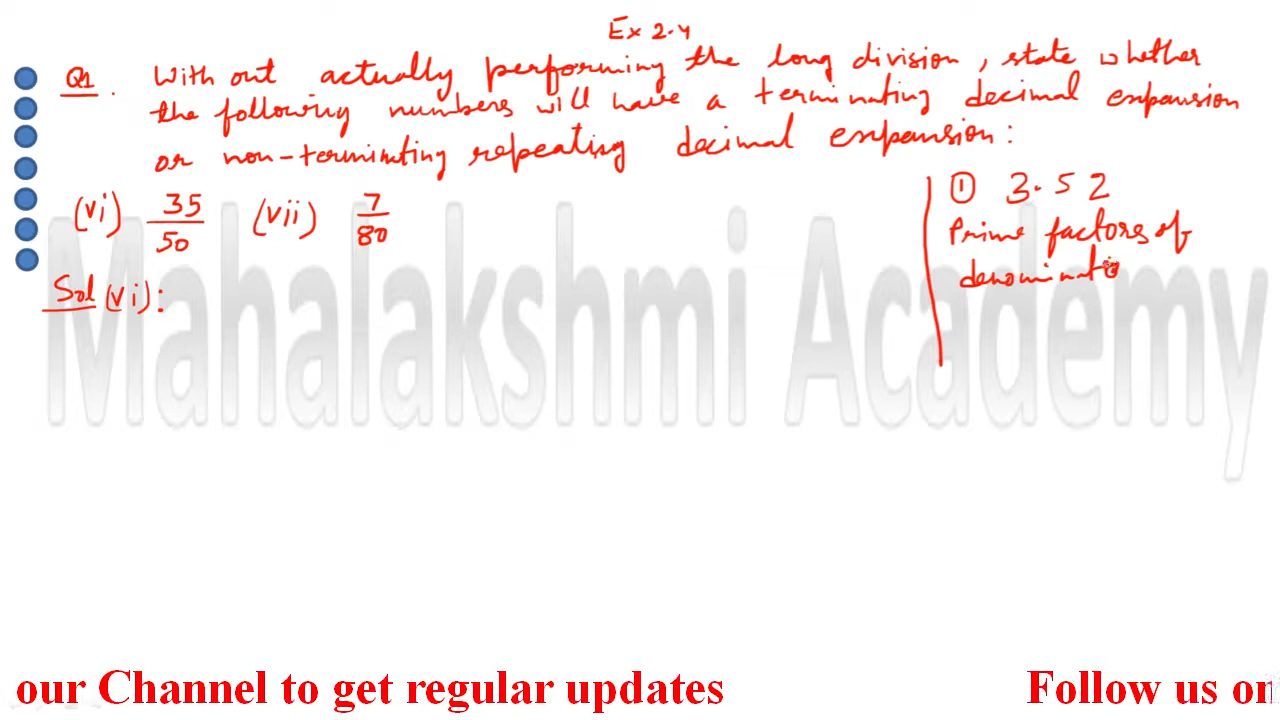 Ex 2.4
Q1. With out actually performing the long division, state whether
the following numbers will have a terminating decimal expansion
or non-terminating repeating decimal expansion:
(vi) 35/50 (vii) 7/80
Sol (vi):
① 3.52
Prime factors of
denominato
Mahalakshmi Academy
our Channel to get regular updates Follow us on